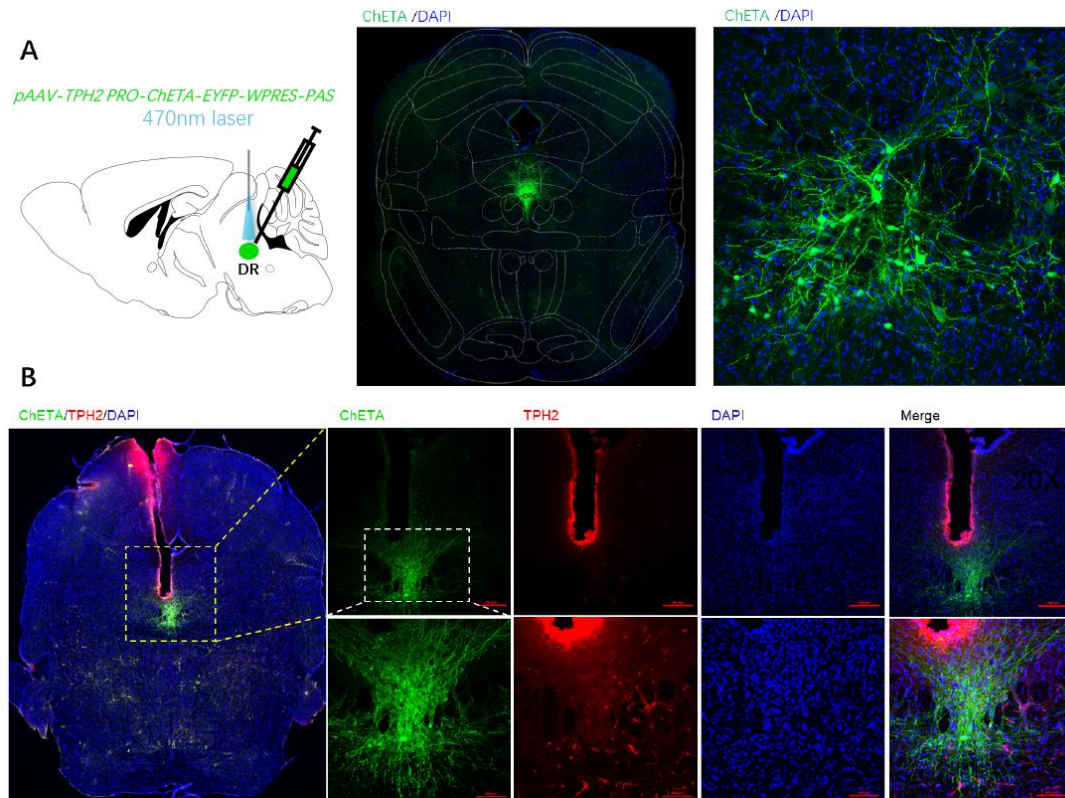 A
pAAV-TPH2 PRO-ChETA-EYFP-WPRES-PAS
470nm laser
DR
ChETA /DAPI
ChETA /DAPI
B
ChETA/TPH2/DAPI
ChETA
TPH2
DAPI
Merge
20X